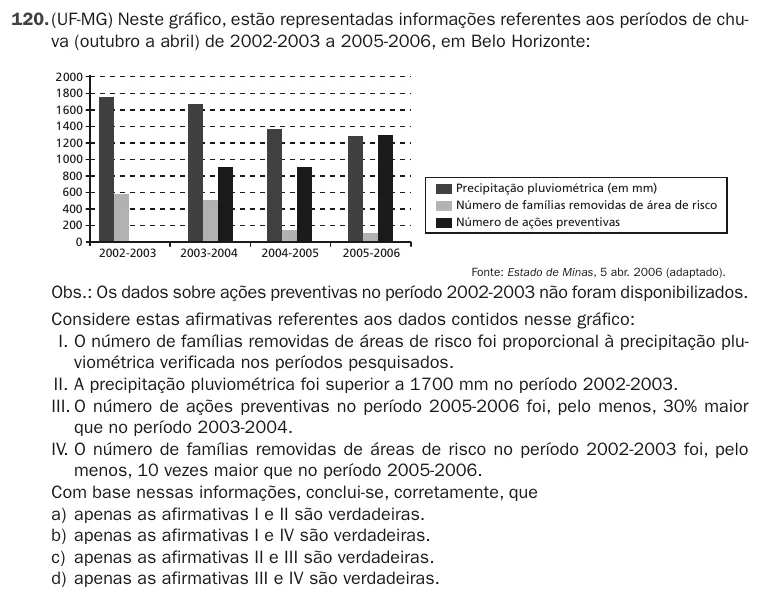 120. (UF-MG) Neste gráfico, estão representadas informações referentes aos períodos de chu-
va (outubro a abril) de 2002-2003 a 2005-2006, em Belo Horizonte:
2000
1800
1600
1400
1200
1000
800
600
400
200
0
2002-2003 2003-2004 2004-2005 2005-2006
Precipitação pluviométrica (em mm)
Número de famílias removidas de área de risco
Número de ações preventivas
Fonte: Estado de Minas, 5 abr. 2006 (adaptado).
Obs.: Os dados sobre ações preventivas no período 2002-2003 não foram disponibilizados.
Considere estas afirmativas referentes aos dados contidos nesse gráfico:
I. O número de famílias removidas de áreas de risco foi proporcional à precipitação plu-
viométrica verificada nos períodos pesquisados.
II. A precipitação pluviométrica foi superior a 1700 mm no período 2002-2003.
III. O número de ações preventivas no período 2005-2006 foi, pelo menos, 30% maior
que no período 2003-2004.
IV. O número de famílias removidas de áreas de risco no período 2002-2003 foi, pelo
menos, 10 vezes maior que no período 2005-2006.
Com base nessas informações, conclui-se, corretamente, que
a) apenas as afirmativas I e II são verdadeiras.
b) apenas as afirmativas I e IV são verdadeiras.
c) apenas as afirmativas II e III são verdadeiras.
d) apenas as afirmativas III e IV são verdadeiras.